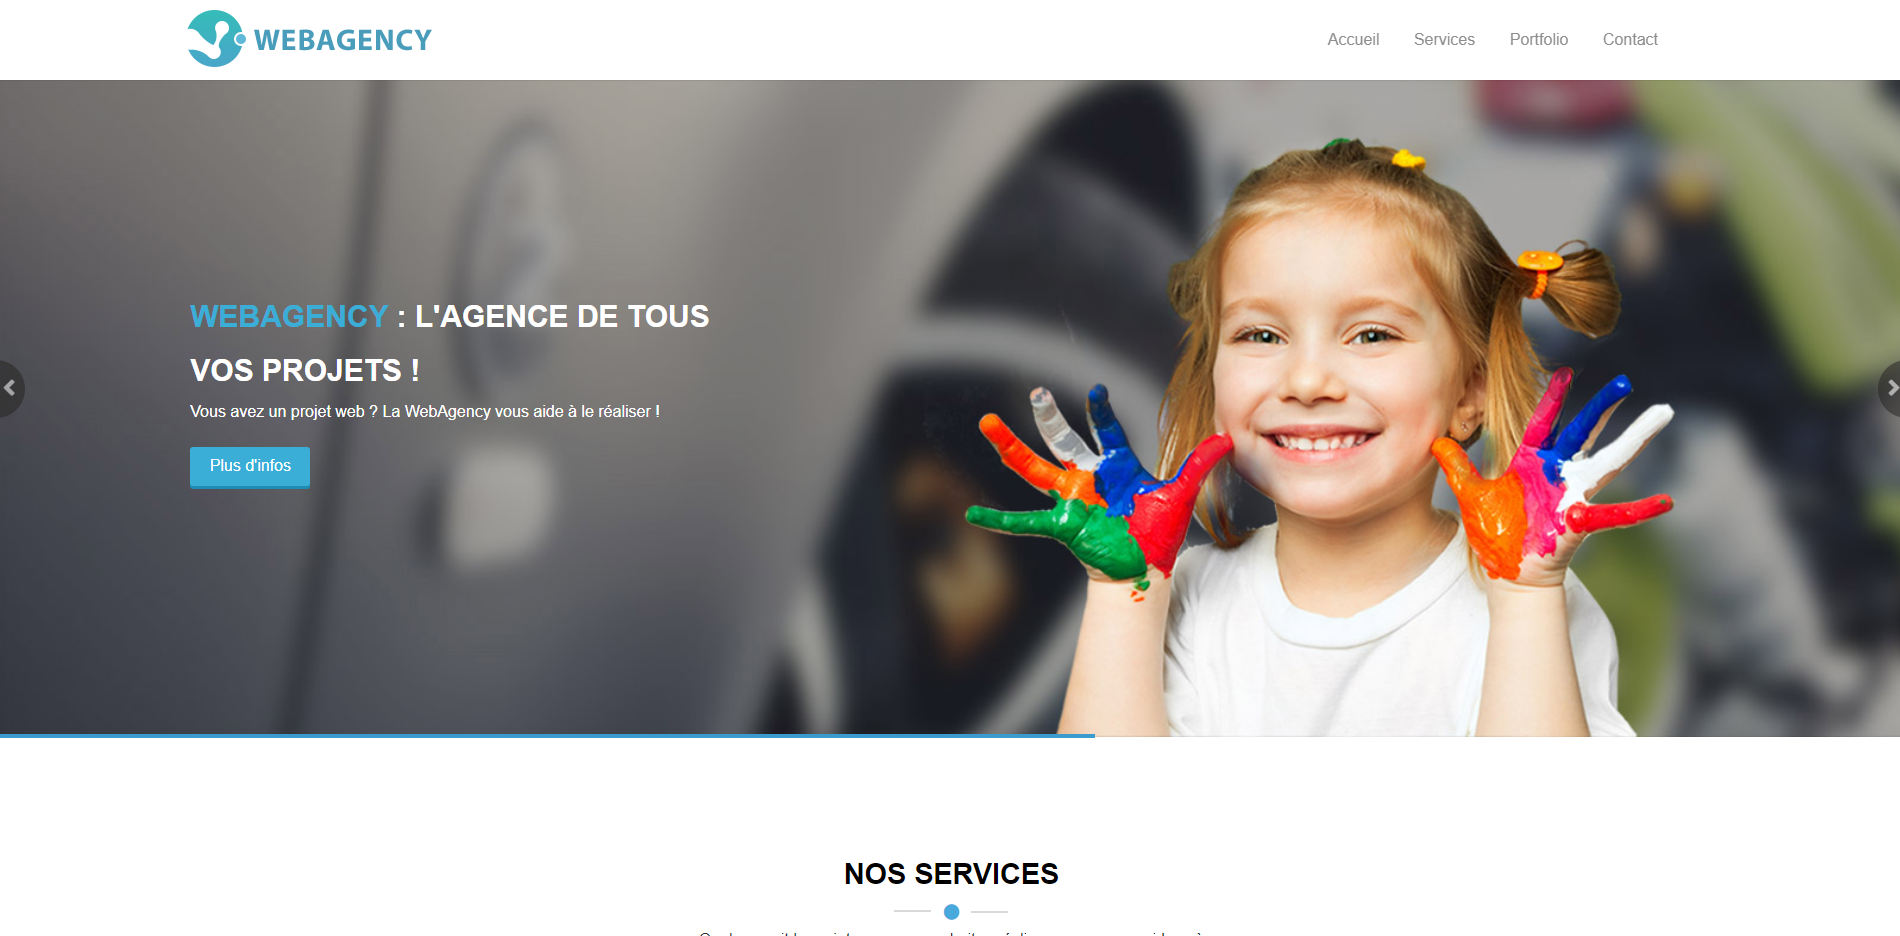 WEBAGENCY
Accueil
Services
Portfolio
Contact
WEBAGENCY : L'AGENCE DE TOUS
VOS PROJETS !
Vous avez un projet web ? La WebAgency vous aide à le réaliser !
Plus d'infos
NOS SERVICES